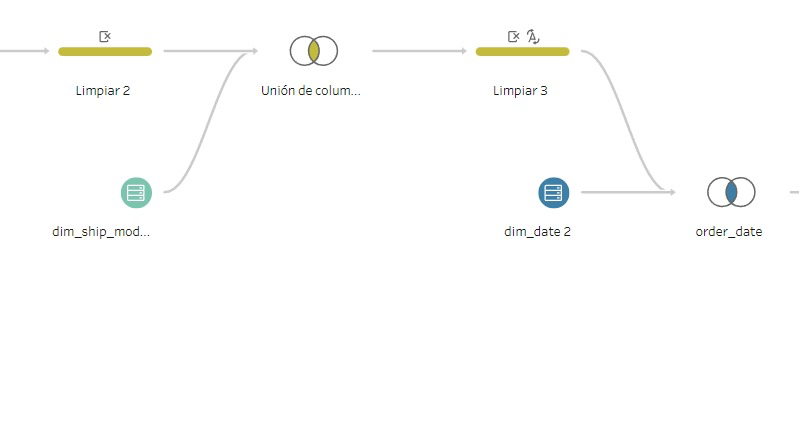 Limpiar 2
Unión de colum...
Limpiar 3
dim_ship_mod...
dim_date 2
order_date